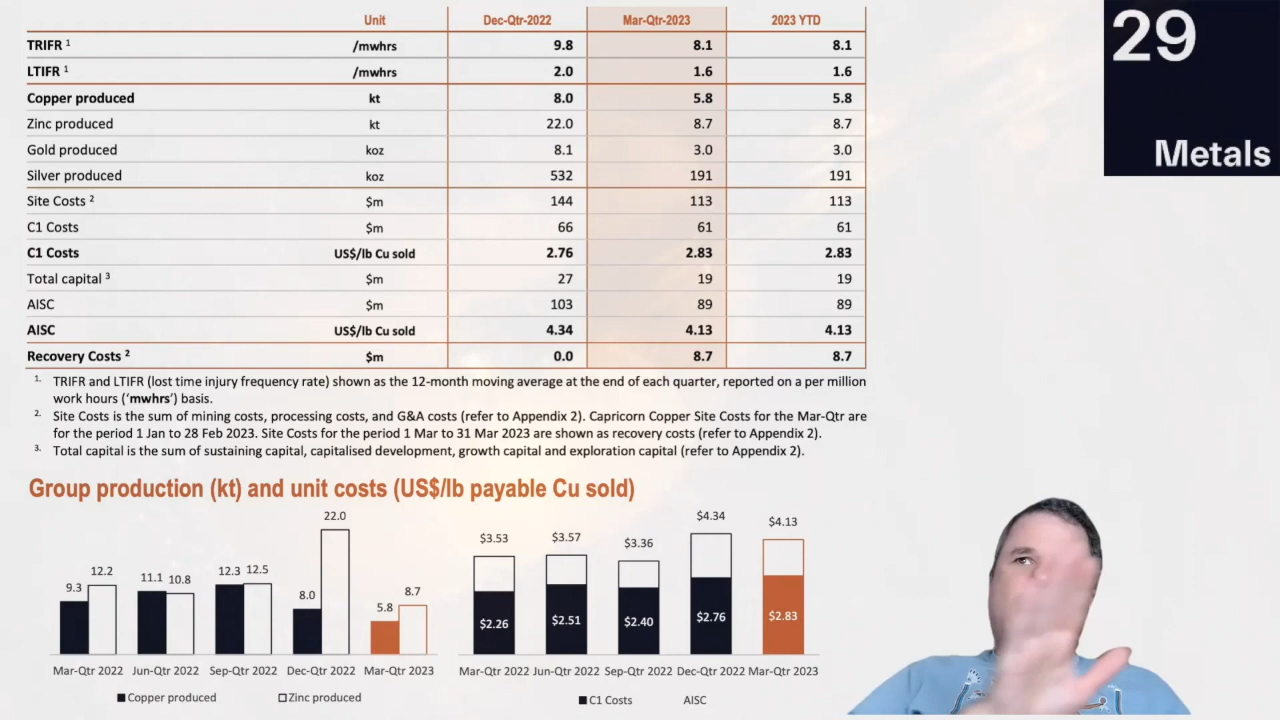 Unit Dec-Qtr-2022 Mar-Qtr-2023 2023 YTD
TRIFR ¹ /mwhrs 9.8 8.1 8.1
LTIFR ¹ /mwhrs 2.0 1.6 1.6
Copper produced kt 8.0 5.8 5.8
Zinc produced kt 22.0 8.7 8.7
Gold produced koz 8.1 3.0 3.0
Silver produced koz 532 191 191
Site Costs ² $m 144 113 113
C1 Costs $m 66 61 61
C1 Costs US$/lb Cu sold 2.76 2.83 2.83
Total capital ³ $m 27 19 19
AISC $m 103 89 89
AISC US$/lb Cu sold 4.34 4.13 4.13
Recovery Costs ² $m 0.0 8.7 8.7
1. TRIFR and LTIFR (lost time injury frequency rate) shown as the 12-month moving average at the end of each quarter, reported on a per million
work hours (‘mwhrs’) basis.
2. Site Costs is the sum of mining costs, processing costs, and G&A costs (refer to Appendix 2). Capricorn Copper Site Costs for the Mar-Qtr are
for the period 1 Jan to 28 Feb 2023. Site Costs for the period 1 Mar to 31 Mar 2023 are shown as recovery costs (refer to Appendix 2).
3. Total capital is the sum of sustaining capital, capitalised development, growth capital and exploration capital (refer to Appendix 2).
Group production (kt) and unit costs (US$/lb payable Cu sold)
9.3 12.2 11.1 10.8 12.3 12.5 8.0 22.0 5.8 8.7
Mar-Qtr 2022 Jun-Qtr 2022 Sep-Qtr 2022 Dec-Qtr 2022 Mar-Qtr 2023
Copper produced Zinc produced
$3.53 $3.57 $3.36 $4.34 $4.13
$2.26 $2.51 $2.40 $2.76 $2.83
Mar-Qtr 2022 Jun-Qtr 2022 Sep-Qtr 2022 Dec-Qtr 2022 Mar-Qtr 2023
C1 Costs AISC
29
Metals